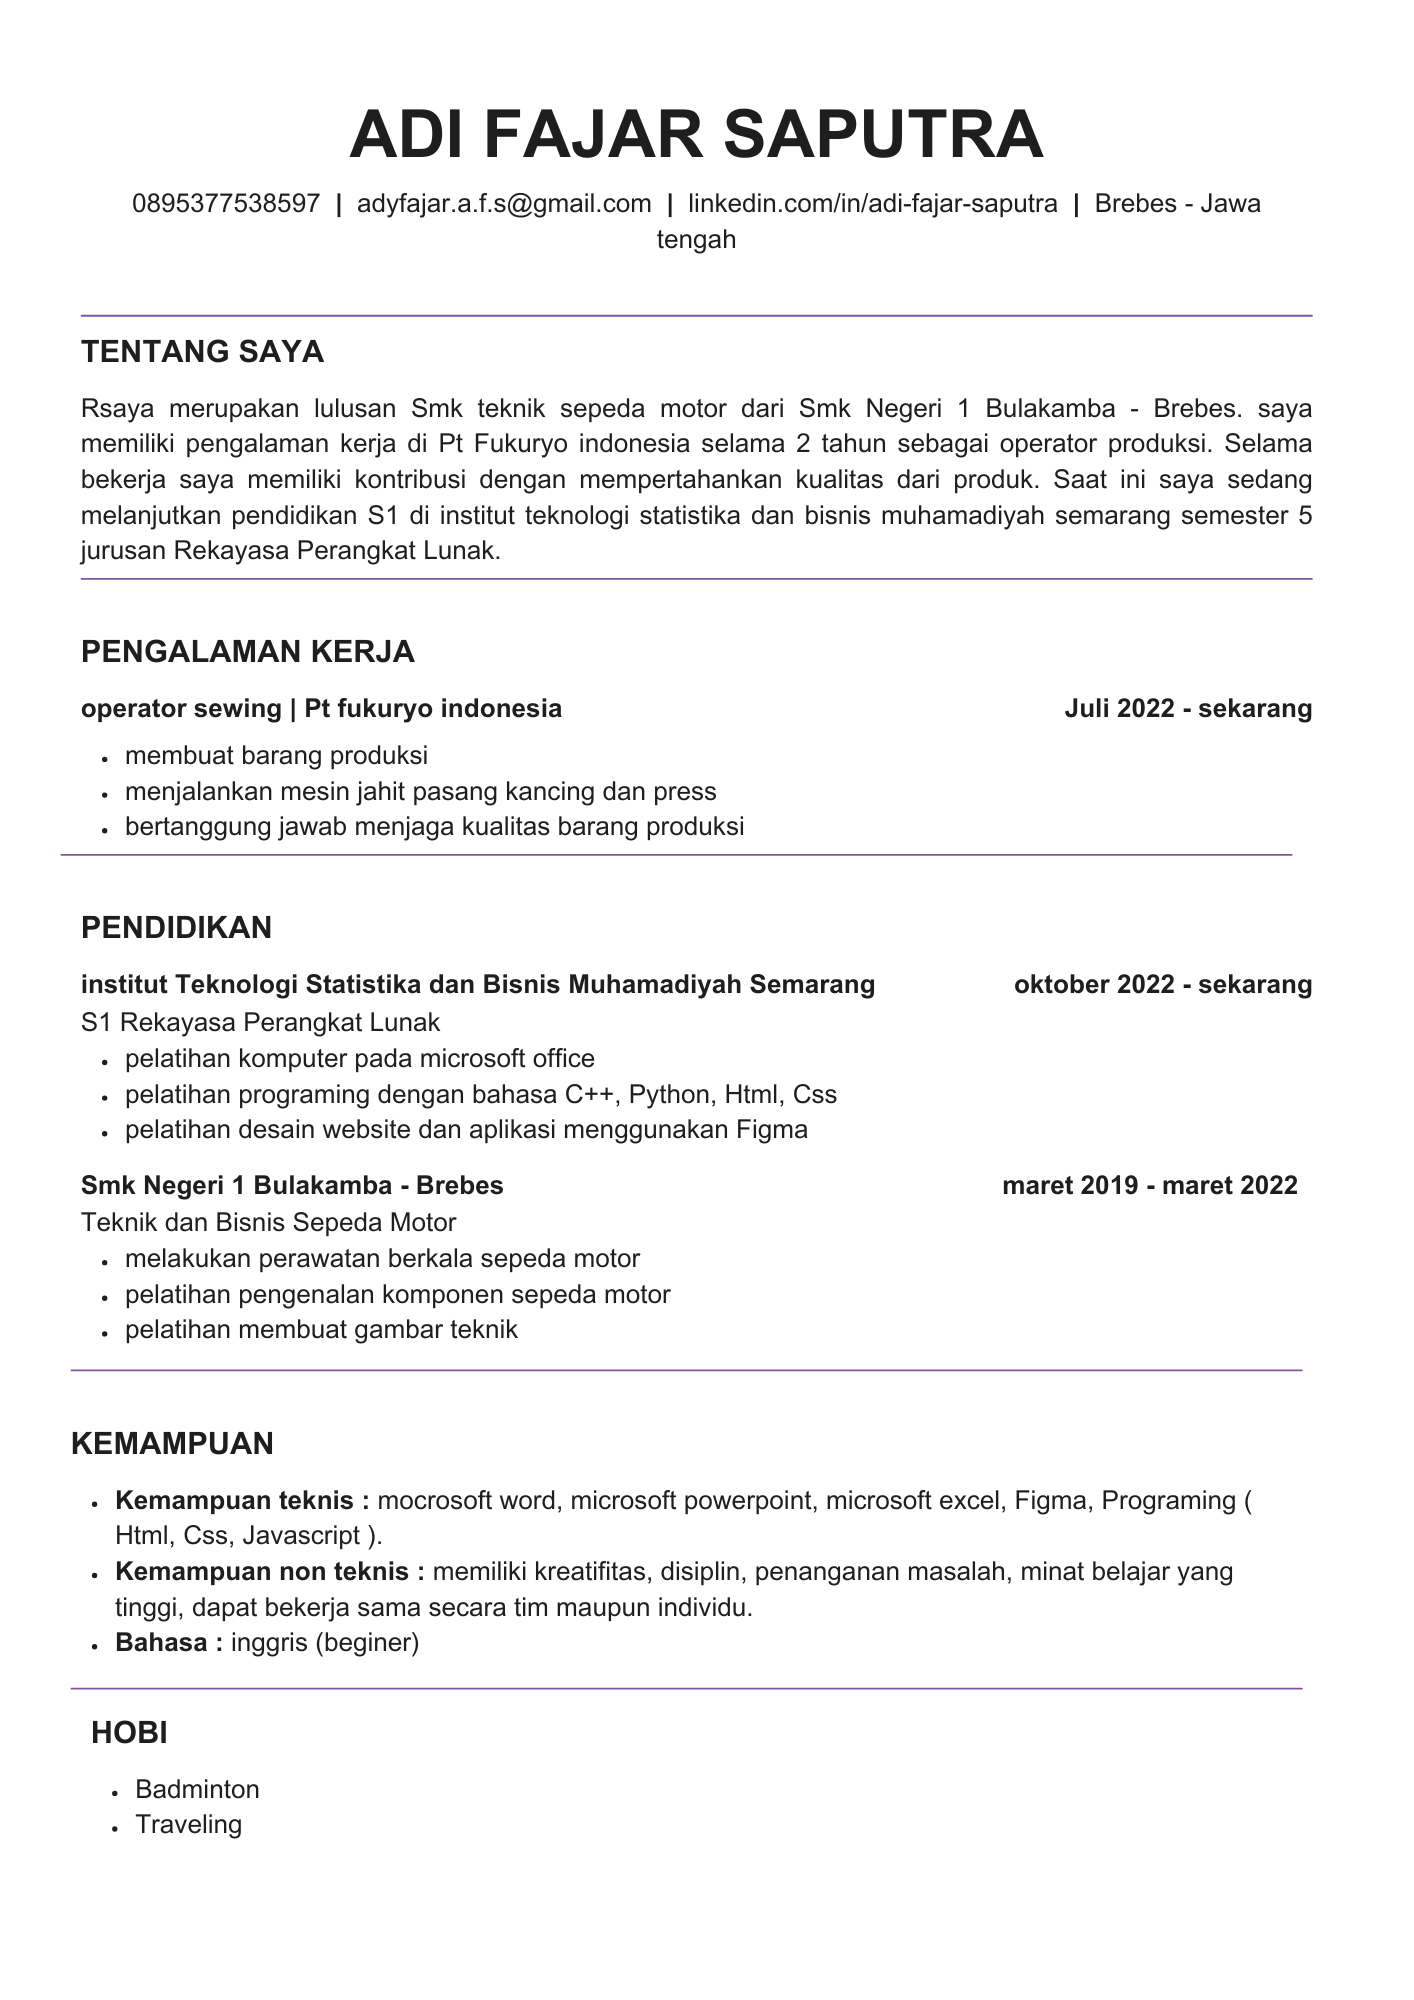 ADI FAJAR SAPUTRA
0895377538597 | adyfajar.a.f.s@gmail.com | linkedin.com/in/adi-fajar-saputra | Brebes - Jawa
tengah
TENTANG SAYA
Rsaya merupakan lulusan Smk teknik sepeda motor dari Smk Negeri 1 Bulakamba - Brebes. saya
memiliki pengalaman kerja di Pt Fukuryo indonesia selama 2 tahun sebagai operator produksi. Selama
bekerja saya memiliki kontribusi dengan mempertahankan kualitas dari produk. Saat ini saya sedang
melanjutkan pendidikan S1 di institut teknologi statistika dan bisnis muhamadiyah semarang semester 5
jurusan Rekayasa Perangkat Lunak.
PENGALAMAN KERJA
operator sewing | Pt fukuryo indonesia Juli 2022 - sekarang
• membuat barang produksi
• menjalankan mesin jahit pasang kancing dan press
• bertanggung jawab menjaga kualitas barang produksi
PENDIDIKAN
institut Teknologi Statistika dan Bisnis Muhamadiyah Semarang oktober 2022 - sekarang
S1 Rekayasa Perangkat Lunak
• pelatihan komputer pada microsoft office
• pelatihan programing dengan bahasa C++, Python, Html, Css
• pelatihan desain website dan aplikasi menggunakan Figma
Smk Negeri 1 Bulakamba - Brebes maret 2019 - maret 2022
Teknik dan Bisnis Sepeda Motor
• melakukan perawatan berkala sepeda motor
• pelatihan pengenalan komponen sepeda motor
• pelatihan membuat gambar teknik
KEMAMPUAN
• Kemampuan teknis : mocrosoft word, microsoft powerpoint, microsoft excel, Figma, Programing (
Html, Css, Javascript ).
• Kemampuan non teknis : memiliki kreatifitas, disiplin, penanganan masalah, minat belajar yang
tinggi, dapat bekerja sama secara tim maupun individu.
• Bahasa : inggris (beginer)
HOBI
• Badminton
• Traveling